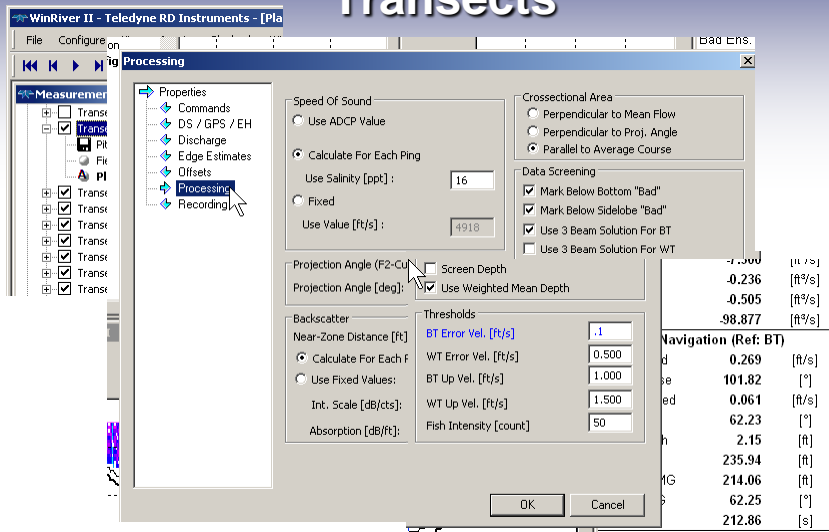 Transects
WinRiver II - Teledyne RD Instruments - [Pla
File Configure
Bad Ens.
Processing
Measuremen
Transe
Transe
Pit
Fie
Pl
Transe
Transe
Transe
Transe
Transe
Transe
Properties
Commands
DS / GPS / EH
Discharge
Edge Estimates
Offsets
Processing
Recording
Speed Of Sound
Use ADCP Value
Calculate For Each Ping
Use Salinity [ppt] : 16
Fixed
Use Value [ft/s] : 4918
Crossectional Area
Perpendicular to Mean Flow
Perpendicular to Proj. Angle
Parallel to Average Course
Data Screening
Mark Below Bottom "Bad"
Mark Below Sidelobe "Bad"
Use 3 Beam Solution For BT
Use 3 Beam Solution For WT
Projection Angle (F2-Cu
Projection Angle [deg]:
Screen Depth
Use Weighted Mean Depth
Backscatter
Near-Zone Distance [ft]
Calculate For Each F
Use Fixed Values:
Int. Scale [dB/cts]:
Absorption [dB/ft]:
Thresholds
BT Error Vel. [ft/s] .1
WT Error Vel. [ft/s] 0.500
BT Up Vel. [ft/s] 1.000
WT Up Vel. [ft/s] 1.500
Fish Intensity [count] 50
OK Cancel
-0.236 [ft³/s]
-0.505 [ft³/s]
-98.877 [ft³/s]
Navigation (Ref: BT)
d 0.269 [ft/s]
se 101.82 [°]
ed 0.061 [ft/s]
62.23 [°]
h 2.15 [ft]
235.94 [ft]
MG 214.06 [ft]
62.25 [°]
212.86 [s]